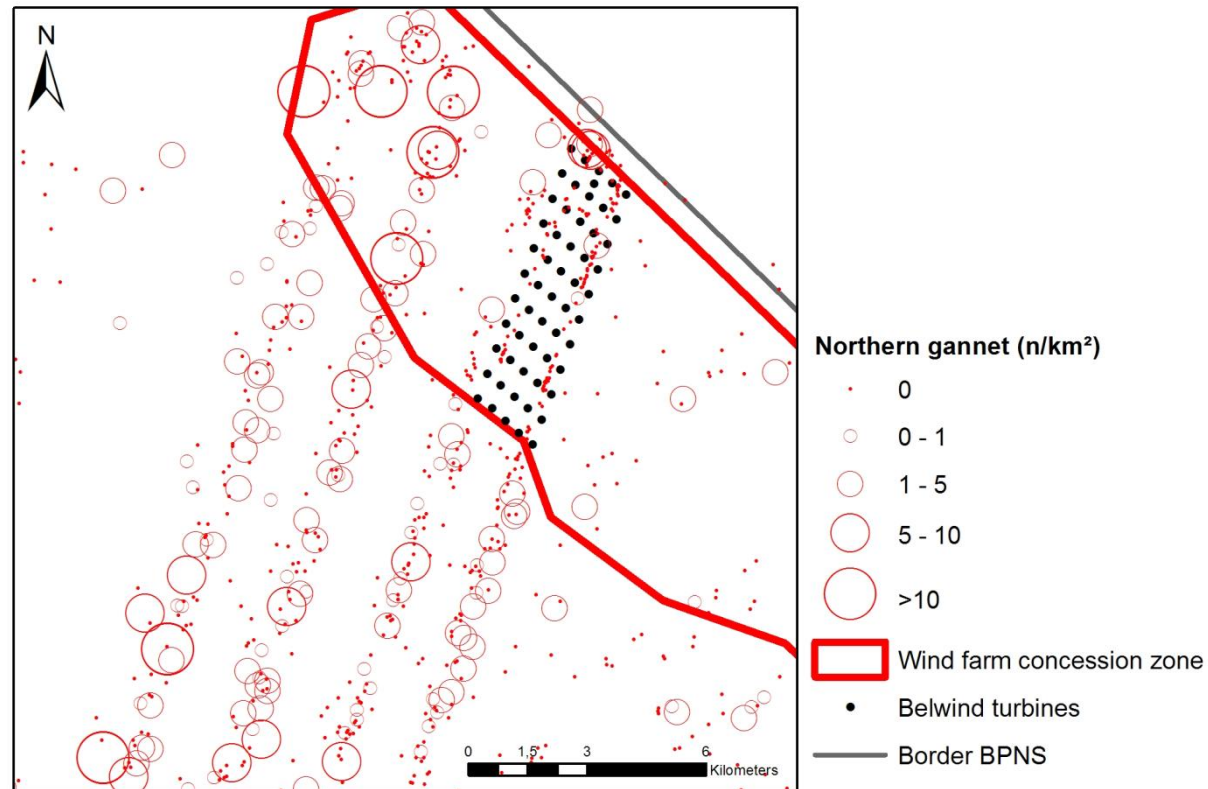 N
Northern gannet (n/km²)
0
0 - 1
1 - 5
5 - 10
>10
Wind farm concession zone
Belwind turbines
Border BPNS
0 1,5 3 6
Kilometers